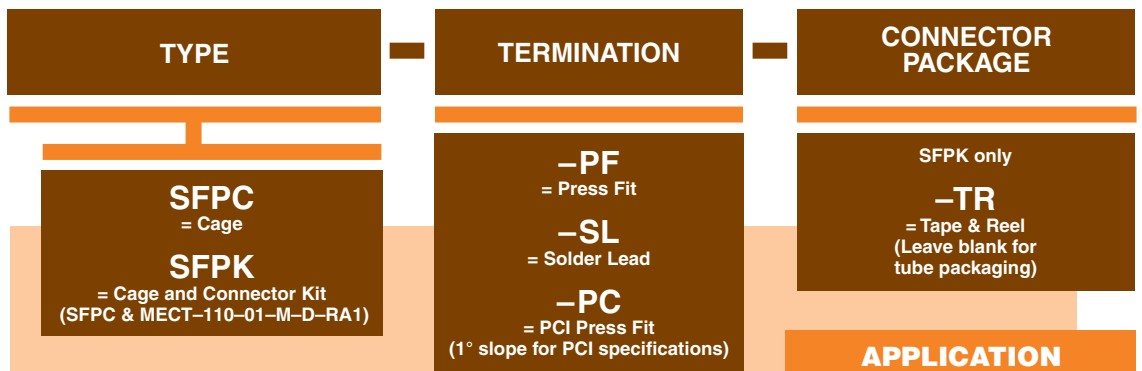 TYPE
TERMINATION
CONNECTOR
PACKAGE
SFPC
= Cage
SFPK
= Cage and Connector Kit
(SFPC & MECT–110–01–M–D–RA1)
–PF
= Press Fit
–SL
= Solder Lead
–PC
= PCI Press Fit
(1° slope for PCI specifications)
SFPK only
–TR
= Tape & Reel
(Leave blank for
tube packaging)
APPLICATION